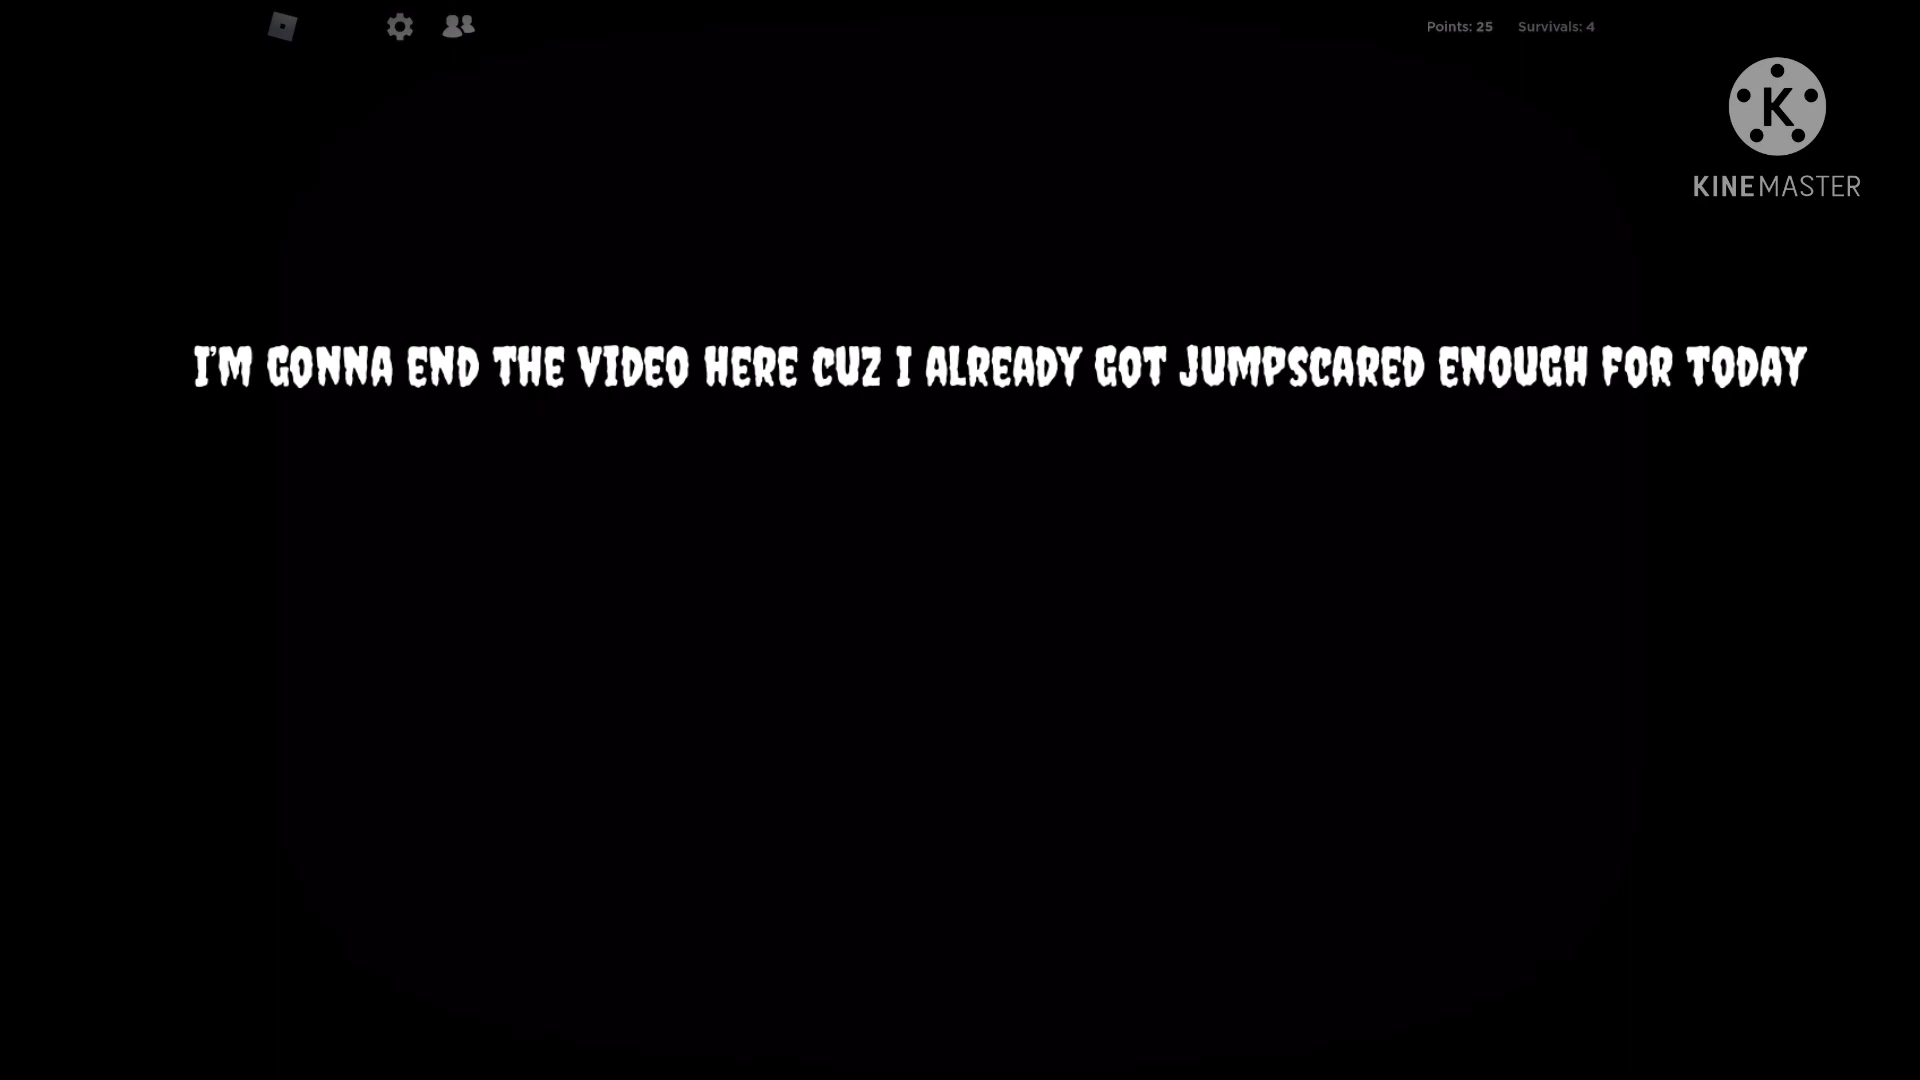 Points: 25 Survivals: 4
K
KINEMASTER
I'M GONNA END THE VIDEO HERE CUZ I ALREADY GOT JUMPSCARED ENOUGH FOR TODAY